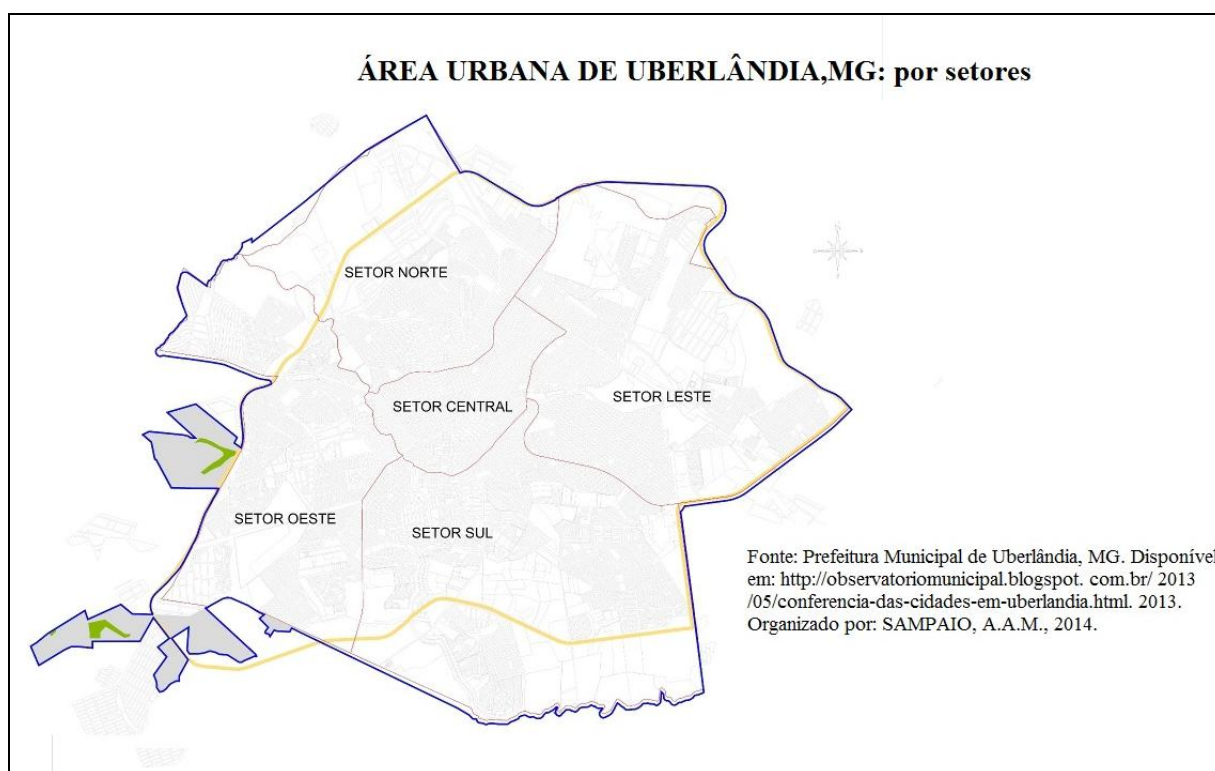 ÁREA URBANA DE UBERLÂNDIA,MG: por setores
SETOR NORTE
SETOR LESTE
SETOR CENTRAL
SETOR OESTE
SETOR SUL
Fonte: Prefeitura Municipal de Uberlândia, MG. Disponível
em: http://observatoriomunicipal.blogspot. com.br/ 2013
/05/conferencia-das-cidades-em-uberlandia.html. 2013.
Organizado por: SAMPAIO, A.A.M., 2014.